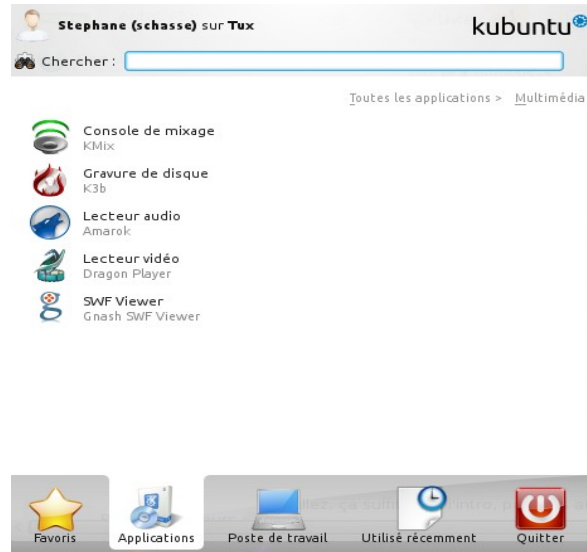 Stephane (schasse) sur Tux
kubuntu
Chercher :
Toutes les applications > Multimédia
Console de mixage
KMix
Gravure de disque
K3b
Lecteur audio
Amarok
Lecteur vidéo
Dragon Player
SWF Viewer
Gnash SWF Viewer
Favoris
Applications
Poste de travail
Utilisé récemment
Quitter